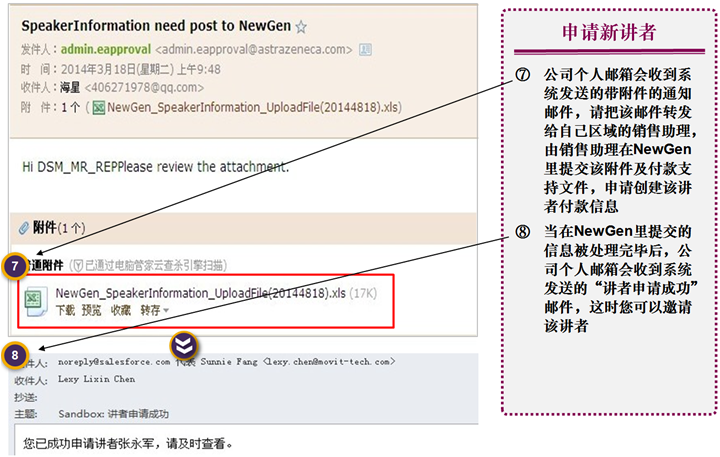 SpeakerInformation need post to NewGen ☆
发件人：admin.eapproval <admin.eapproval@astrazeneca.com>
时 间：2014年3月18日(星期二) 上午9:48
收件人：海星 <406271978@qq.com>
附 件：1 个 ( NewGen_SpeakerInformation_UploadFile(20144818).xls)
Hi DSM_MR_REPPlease review the attachment.
附件(1 个)
7
通附件 (已通过电脑管家云查杀引擎扫描)
NewGen_SpeakerInformation_UploadFile(20144818).xls (17K)
下载 预览 收藏 转存
8
件人: noreply@salesforce.com 代表 Sunnie Fang <lexy.chen@movit-tech.com>
收件人: Lexy Lixin Chen
抄送:
主题: Sandbox: 讲者申请成功
您已成功申请讲者张永军，请及时查看。
申请新讲者
⑦ 公司个人邮箱会收到系
统发送的带附件的通知
邮件，请把该邮件转发
给自己区域的销售助理，
由销售助理在NewGen
里提交该附件及付款支
持文件，申请创建该讲
者付款信息
⑧ 当在NewGen里提交的
信息被处理完毕后，公
司个人邮箱会收到系统
发送的“讲者申请成功”
邮件，这时您可以邀请
该讲者